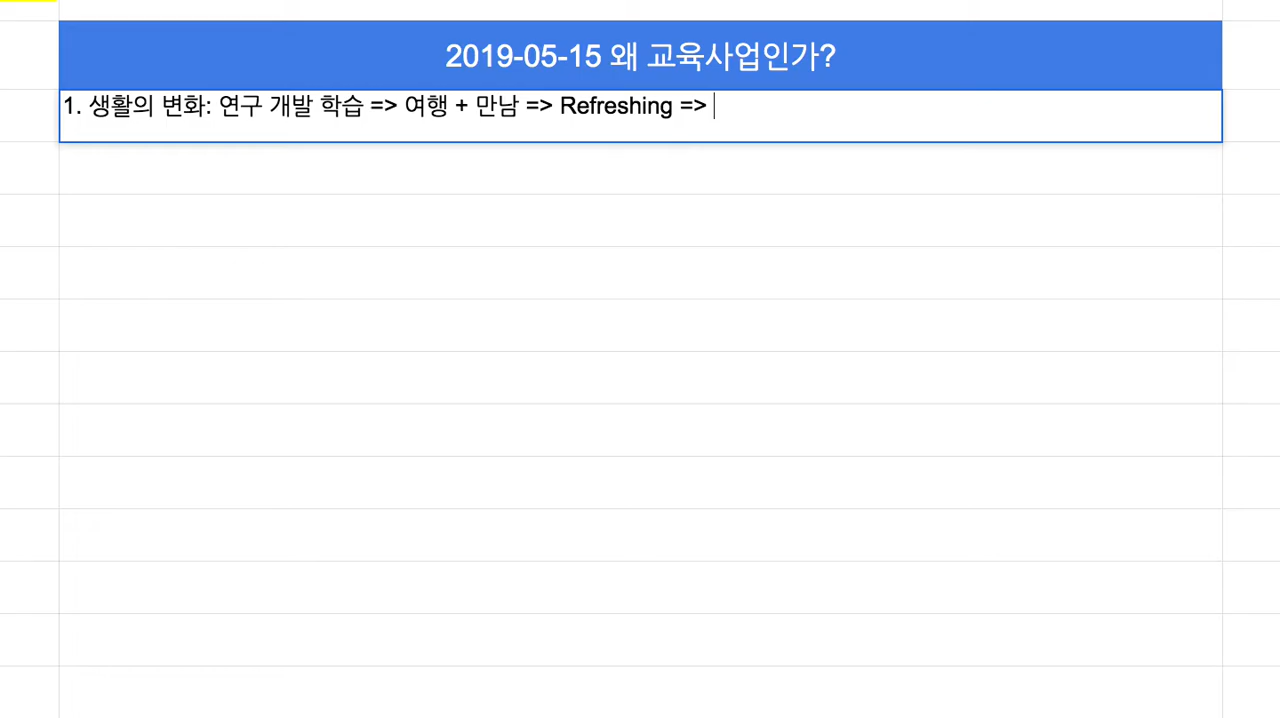 2019-05-15 왜 교육사업인가?
1. 생활의 변화: 연구 개발 학습 => 여행 + 만남 => Refreshing =>